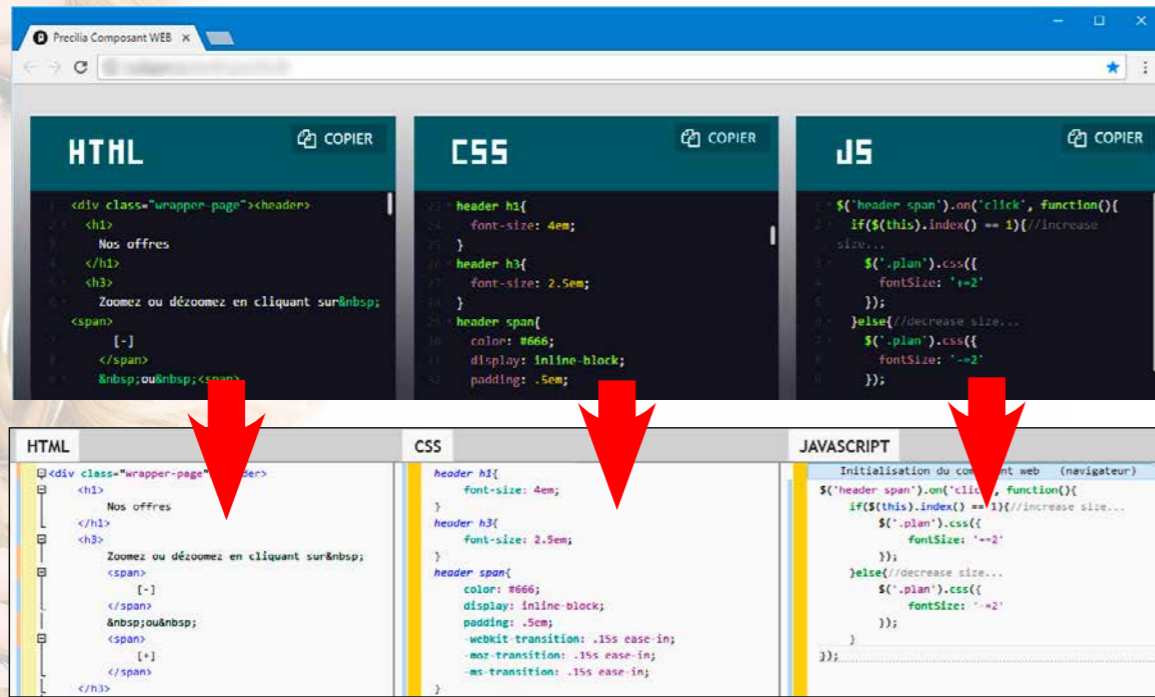 Precilia Composant WEB
HTML
COPIER
<div class="wrapper-page"><header>
<h1>
Nos offres
</h1>
<h3>
Zoomez ou dézoomez en cliquant sur&nbsp;
<span>
[-]
</span>
&nbsp;ou&nbsp;<span>
CSS
COPIER
header h1{
font-size: 4em;
}
header h3{
font-size: 2.5em;
}
header span{
color: #666;
display: inline-block;
padding: .5em;
JS
COPIER
$('header span').on('click', function(){
if($(this).index() == 1){//increase
size...
$('.plan').css({
fontSize: '+=2'
});
}else{//decrease size...
$('.plan').css({
fontSize: '-=2'
});
HTML
<div class="wrapper-page"
<h1>
Nos offres
</h1>
<h3>
Zoomez ou dézoomez en cliquant sur&nbsp;
<span>
[-]
</span>
&nbsp;ou&nbsp;
<span>
[+]
</span>
</h3>
CSS
header h1{
font-size: 4em;
}
header h3{
font-size: 2.5em;
}
header span{
color: #666;
display: inline-block;
padding: .5em;
-webkit-transition: .15s ease-in;
-moz-transition: .15s ease-in;
-ms-transition: .15s ease-in;
}
JAVASCRIPT
Initialisation du web (navigateur)
$('header span').on( function(){
if($(this).index() == 1){//increase size...
$('.plan').css({
fontSize: '+=2'
});
}else{//decrease size...
$('.plan').css({
fontSize: '-=2'
});
}
});